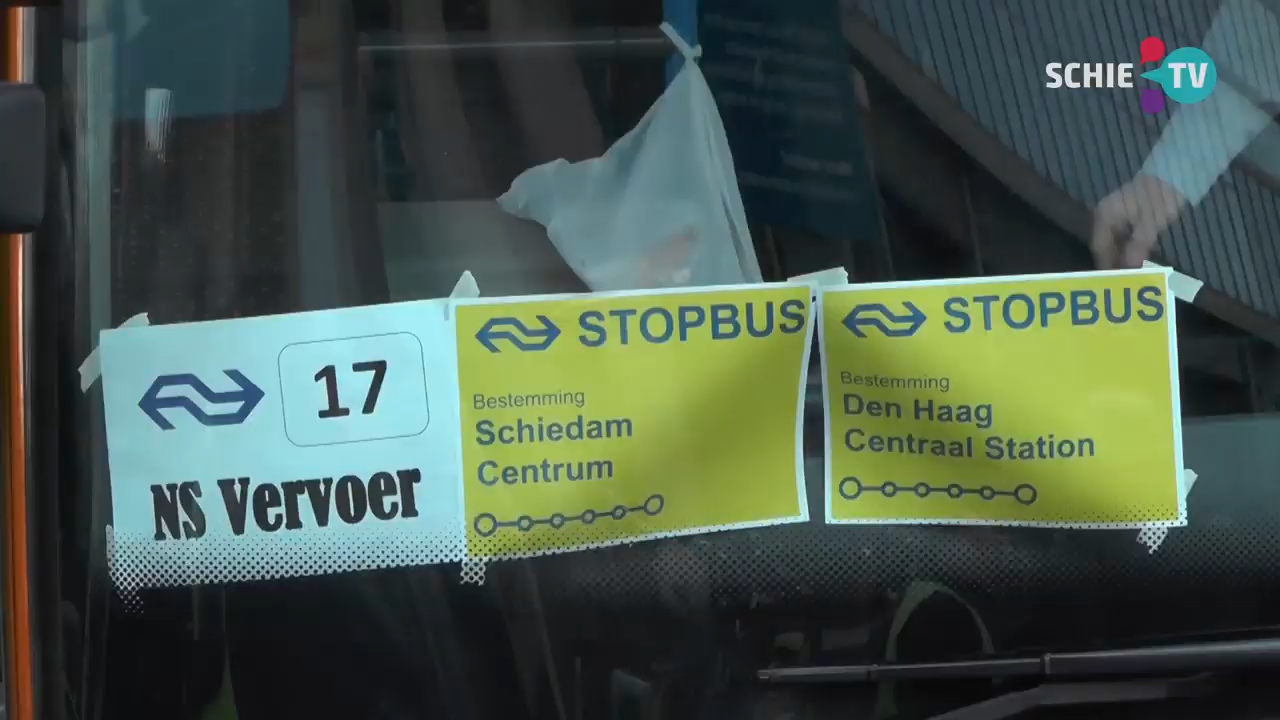 SCHIE TV
17
NS Vervoer
STOPBUS
Bestemming
Schiedam
Centrum
STOPBUS
Bestemming
Den Haag
Centraal Station